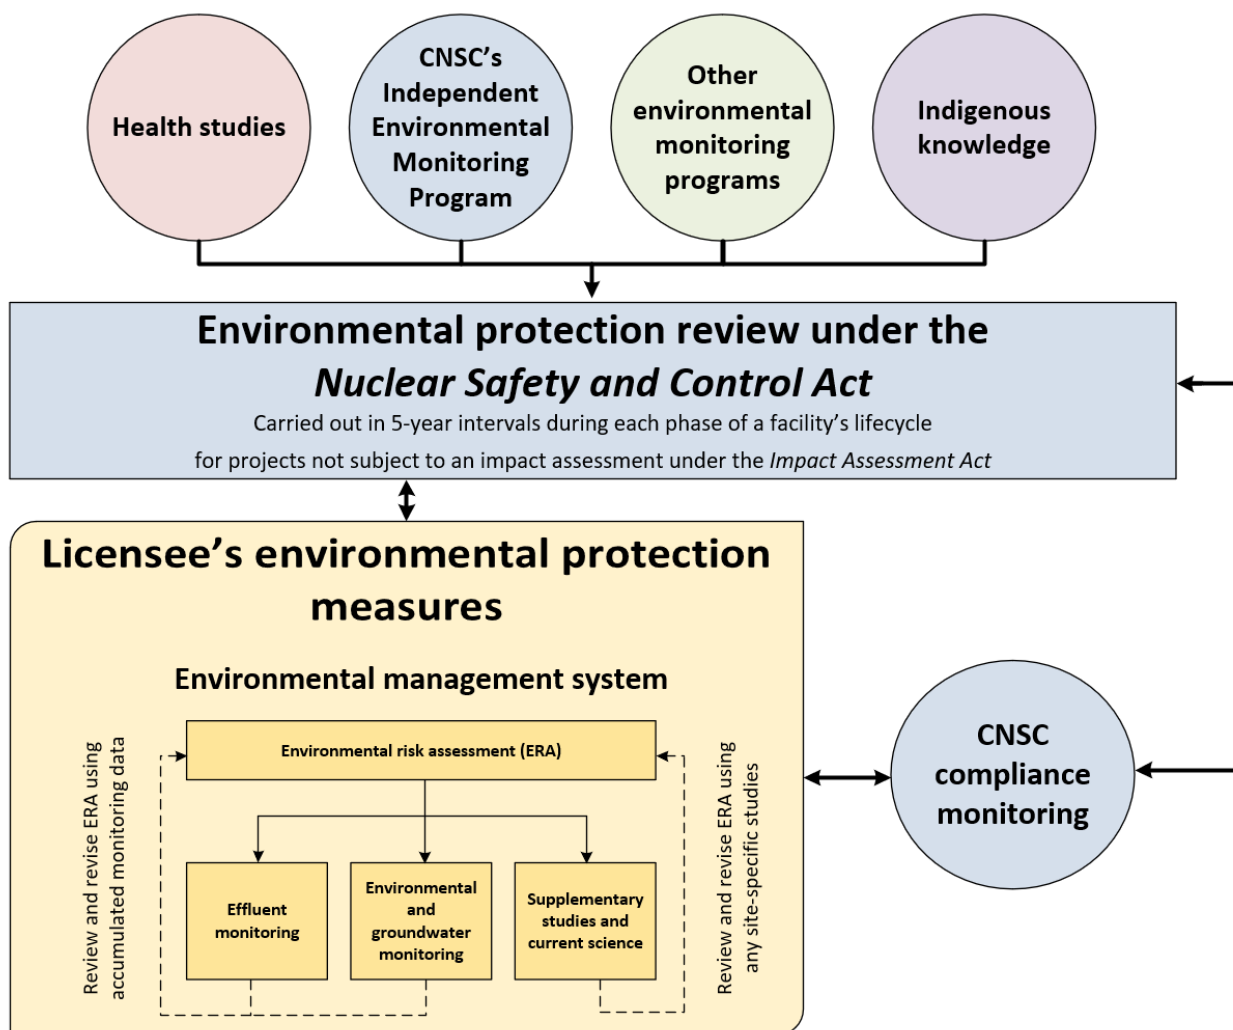 Health studies
CNSC's
Independent
Environmental
Monitoring
Program
Other
environmental
monitoring
programs
Indigenous
knowledge
Environmental protection review under the
Nuclear Safety and Control Act
Carried out in 5-year intervals during each phase of a facility's lifecycle
for projects not subject to an impact assessment under the Impact Assessment Act
Licensee's environmental protection
measures
Environmental management system
Review and revise ERA using
accumulated monitoring data
Environmental risk assessment (ERA)
Effluent
monitoring
Environmental
and
groundwater
monitoring
Supplementary
studies and
current science
Review and revise ERA using
any site-specific studies
CNSC
compliance
monitoring